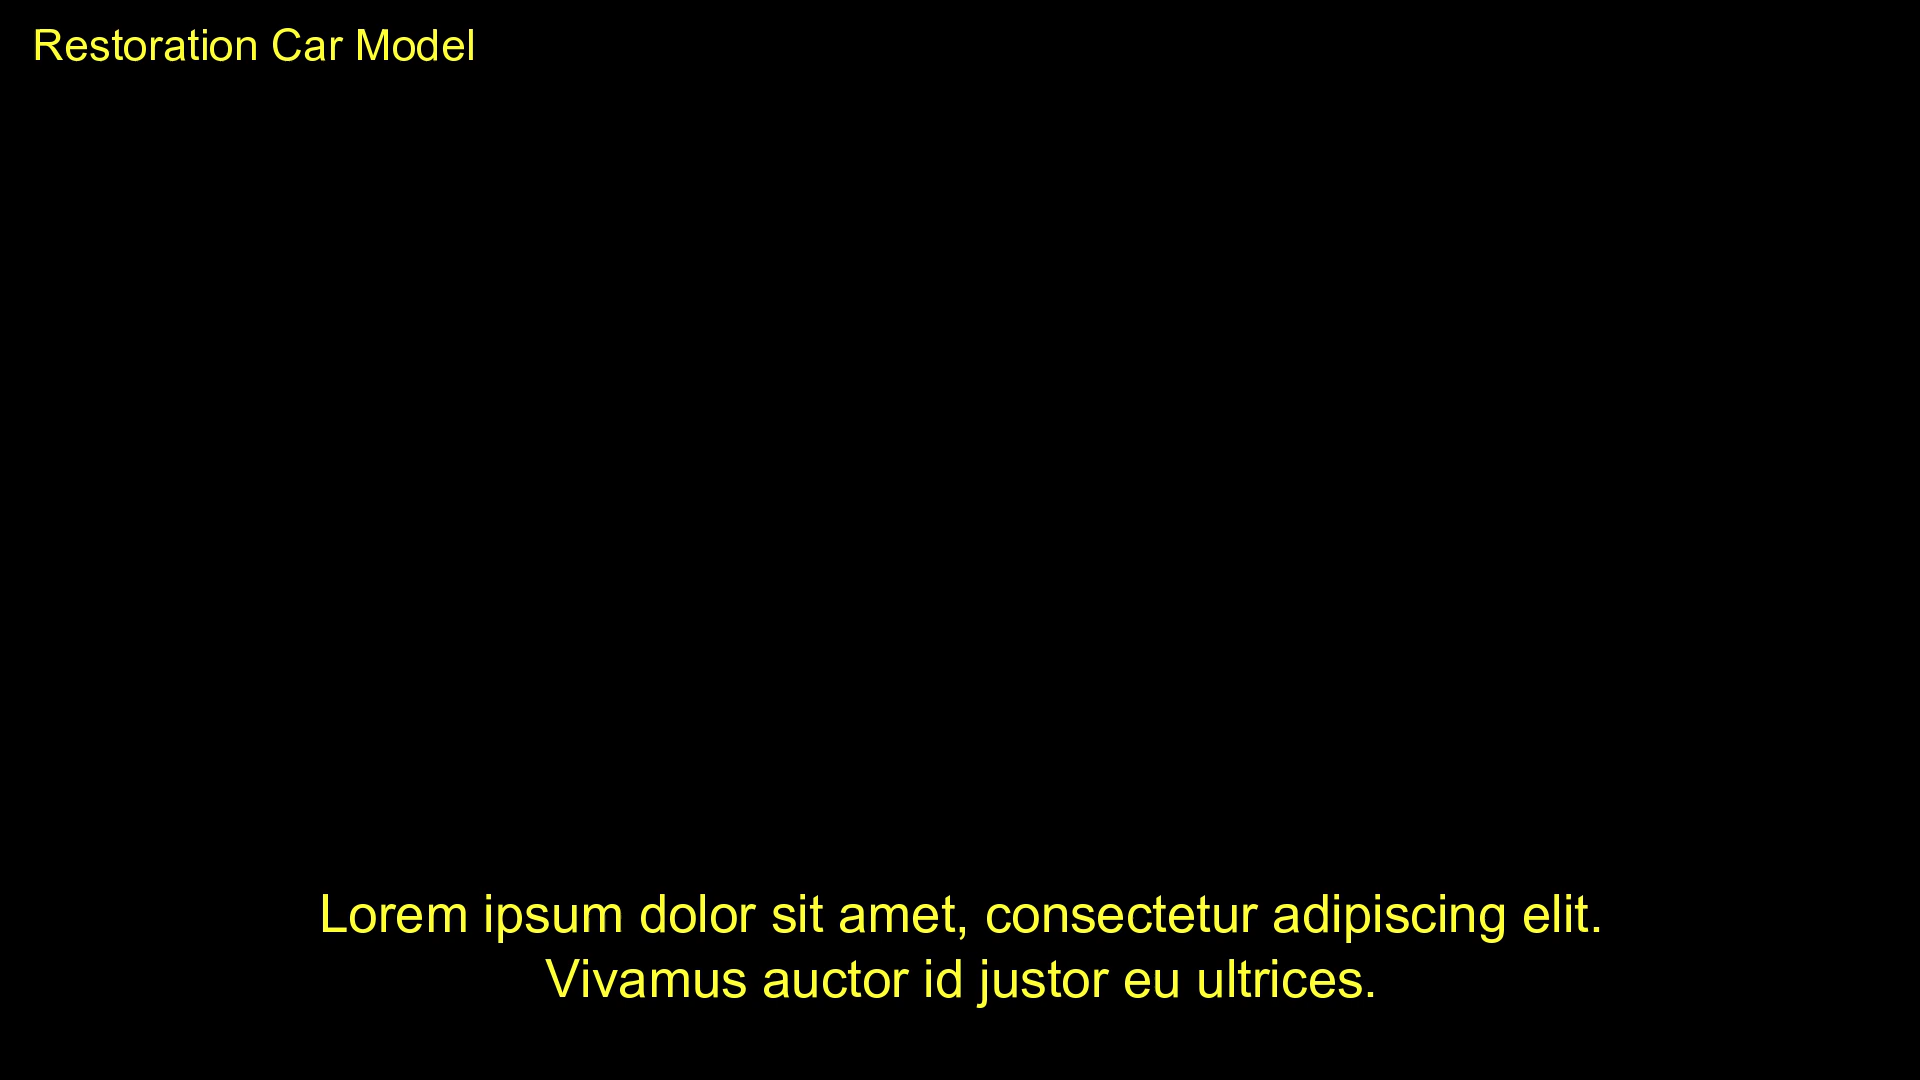 Restoration Car Model
Lorem ipsum dolor sit amet, consectetur adipiscing elit.
Vivamus auctor id justor eu ultrices.